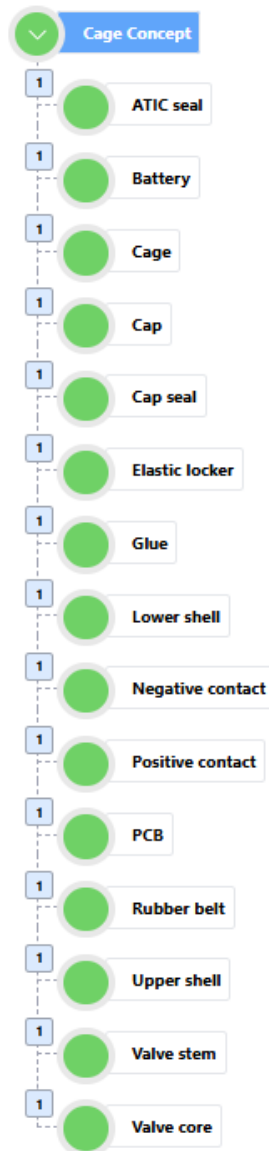 Cage Concept
1
ATIC seal
1
Battery
1
Cage
1
Cap
1
Cap seal
1
Elastic locker
1
Glue
1
Lower shell
1
Negative contact
1
Positive contact
1
PCB
1
Rubber belt
1
Upper shell
1
Valve stem
1
Valve core